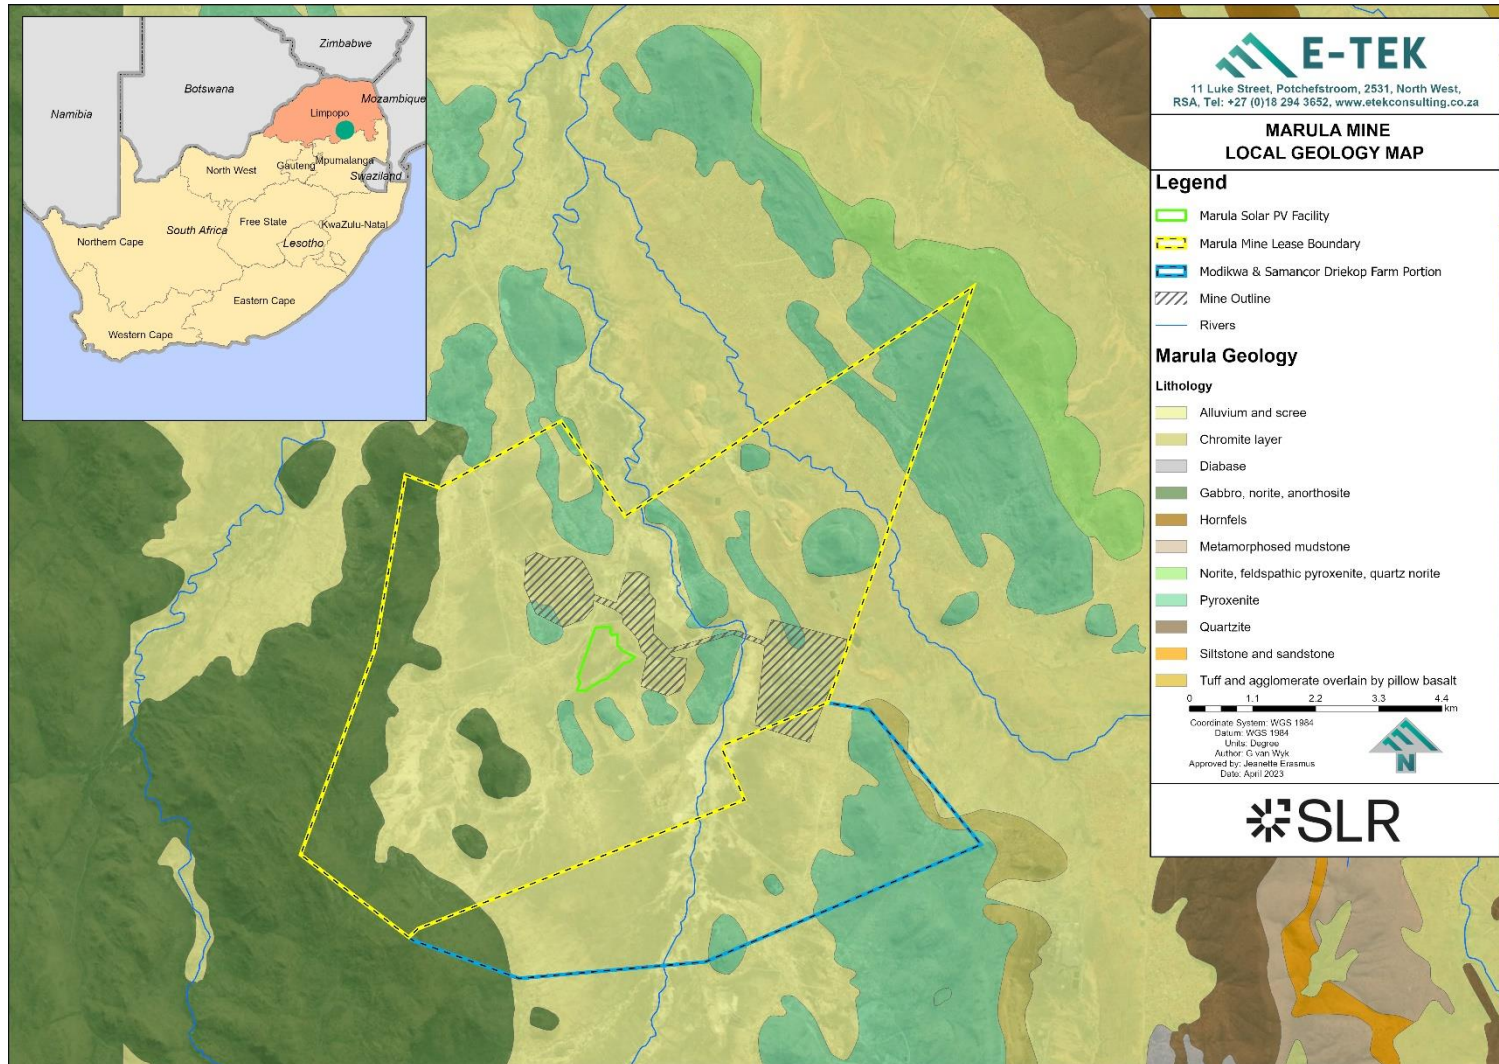 Zimbabwe
Botswana
Namibia
Mozambique
Limpopo
North West
Gauteng
Mpumalanga
Swaziland
Free State
KwaZulu-Natal
South Africa
Lesotho
Northern Cape
Eastern Cape
Western Cape
E-TEK
11 Luke Street, Potchefstroom, 2531, North West,
RSA, Tel: +27 (0)18 294 3652, www.etekconsulting.co.za
MARULA MINE
LOCAL GEOLOGY MAP
Legend
Marula Solar PV Facility
Marula Mine Lease Boundary
Modikwa & Samancor Driekop Farm Portion
Mine Outline
Rivers
Marula Geology
Lithology
Alluvium and scree
Chromite layer
Diabase
Gabbro, norite, anorthosite
Hornfels
Metamorphosed mudstone
Norite, feldspathic pyroxenite, quartz norite
Pyroxenite
Quartzite
Siltstone and sandstone
Tuff and agglomerate overlain by pillow basalt
0 1.1 2.2 3.3 4.4
km
Coordinate System: WGS 1984
Datum: WGS 1984
Units: Degree
Author: G van Wyk
Approved by: Jeanette Erasmus
Date: April 2023
N
SLR